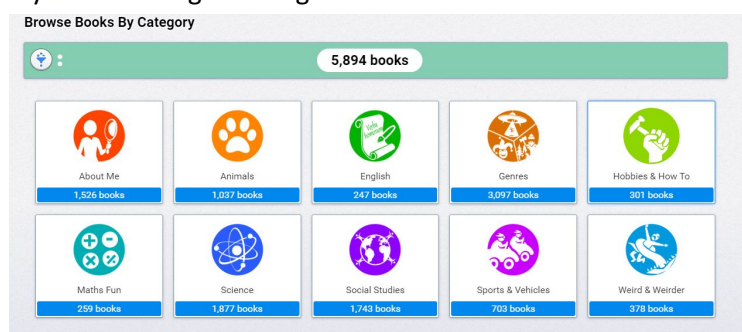 Browse Books By Category
5,894 books
About Me
1,526 books
Animals
1,037 books
English
247 books
Genres
3,097 books
Hobbies & How To
301 books
Maths Fun
259 books
Science
1,877 books
Social Studies
1,743 books
Sports & Vehicles
703 books
Weird & Weirder
378 books